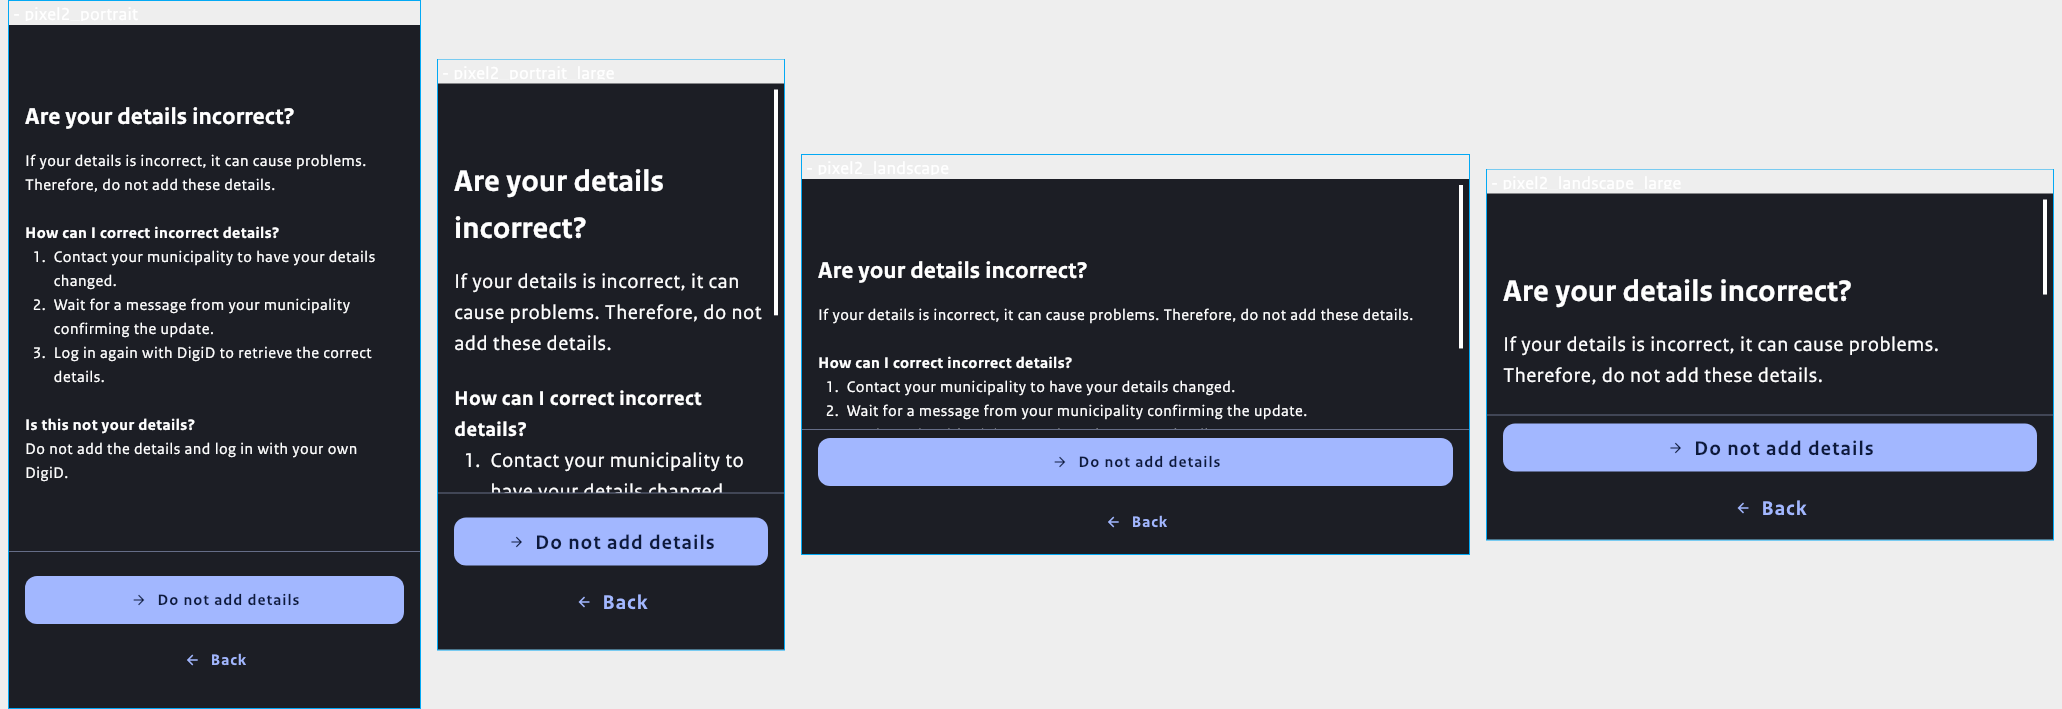 - pixel2_portrait
Are your details incorrect?
If your details is incorrect, it can cause problems.
Therefore, do not add these details.
How can I correct incorrect details?
1. Contact your municipality to have your details
changed.
2. Wait for a message from your municipality
confirming the update.
3. Log in again with DigiD to retrieve the correct
details.
Is this not your details?
Do not add the details and log in with your own
DigiD.
→ Do not add details
← Back
- pixel2_portrait_large
Are your details
incorrect?
If your details is incorrect, it can
cause problems. Therefore, do not
add these details.
How can I correct incorrect
details?
1. Contact your municipality to
have your details changed
→ Do not add details
← Back
- pixel2_landscape
Are your details incorrect?
If your details is incorrect, it can cause problems. Therefore, do not add these details.
How can I correct incorrect details?
1. Contact your municipality to have your details changed.
2. Wait for a message from your municipality confirming the update.
→ Do not add details
← Back
- pixel2_landscape_large
Are your details incorrect?
If your details is incorrect, it can cause problems.
Therefore, do not add these details.
→ Do not add details
← Back